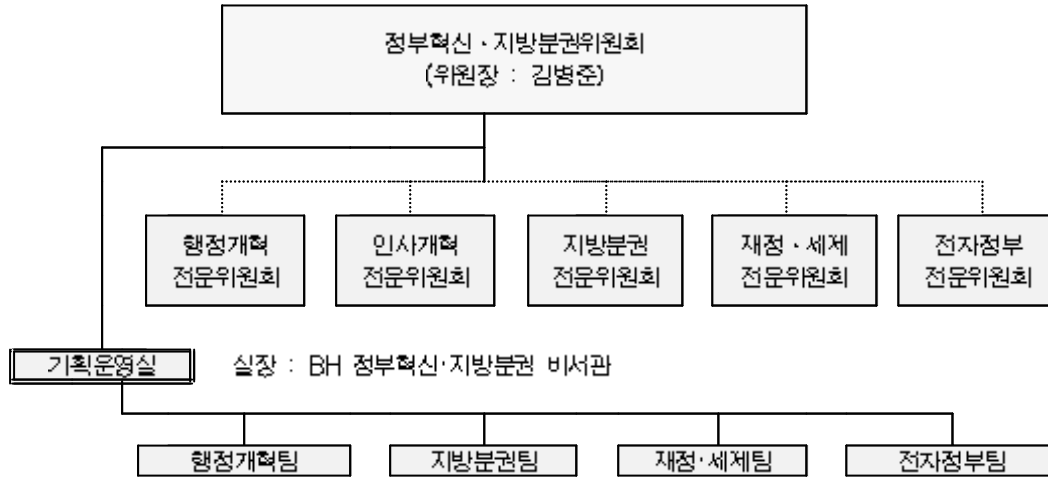 정부혁신·지방분권위원회
(위원장 : 김병준)
행정개혁
전문위원회
인사개혁
전문위원회
지방분권
전문위원회
재정·세제
전문위원회
전자정부
전문위원회
기획운영실
실장 : BH 정부혁신·지방분권 비서관
행정개혁팀
지방분권팀
재정·세제팀
전자정부팀